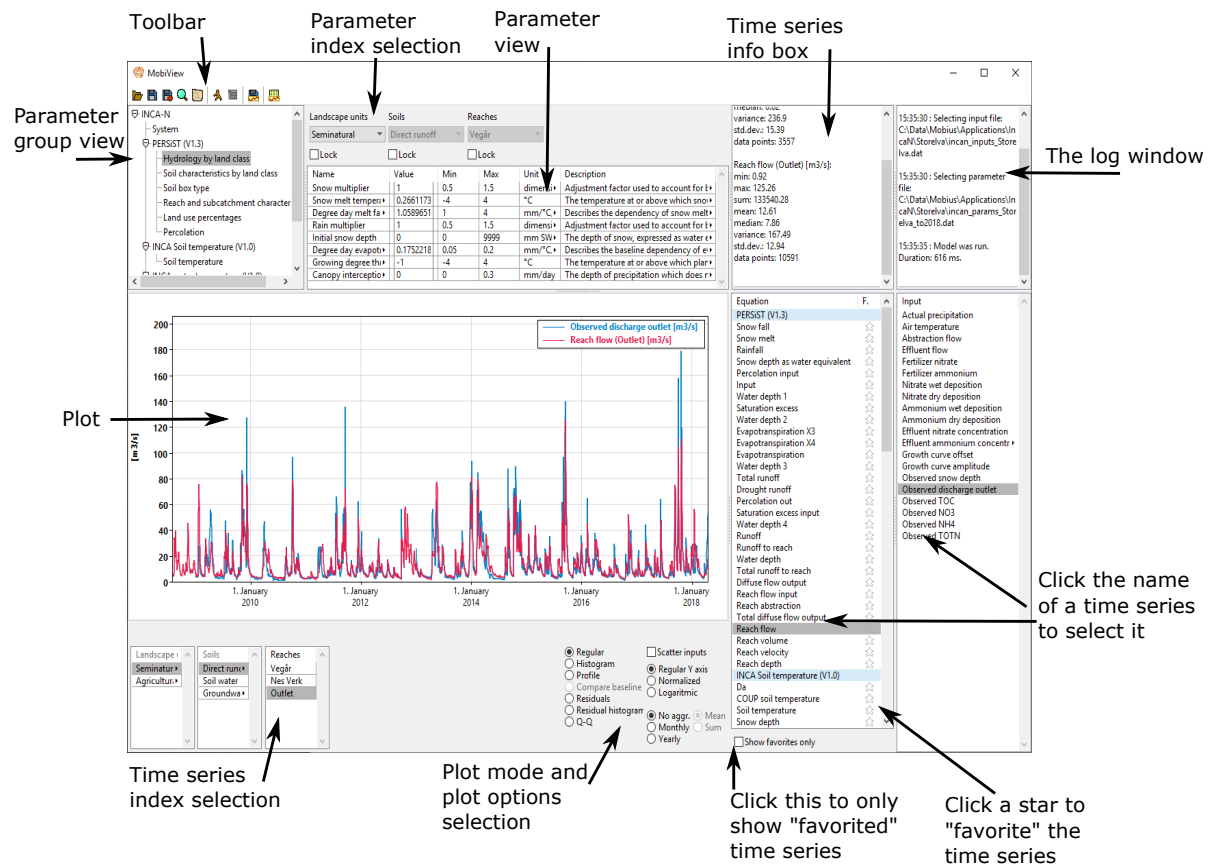 Toolbar
Parameter
index selection
Parameter
view
Time series
info box
Parameter
group view
The log window
Plot
Click the name
of a time series
to select it
Time series
index selection
Plot mode and
plot options
selection
Click this to only
show "favorited"
time series
Click a star to
"favorite" the
time series
MobiView
INCA-N
System
PERSiST (V1.3)
Hydrology by land class
Soil characteristics by land class
Soil box type
Reach and subcatchment character
Land use percentages
Percolation
INCA Soil temperature (V1.0)
Soil temperature
Landscape units Soils Reaches
Seminatural Direct runoff Vegår
Lock Lock Lock
Name Value Min Max Unit Description
Snow multiplier 1 0.5 1.5 dimensi Adjustment factor used to account for b
Snow melt tempera 0.2661173 -4 4 °C The temperature at or above which snow
Degree day melt fa 1.0589651 1 4 mm/°C, Describes the dependency of snow melt
Rain multiplier 1 0.5 1.5 dimensi Adjustment factor used to account for b
Initial snow depth 0 0 9999 mm SW The depth of snow, expressed as water e
Degree day evapoti 0.1752218 0.05 0.2 mm/°C, Describes the baseline dependency of e
Growing degree thr -1 -4 4 °C The temperature at or above which plar
Canopy interceptio 0 0 0.3 mm/day The depth of precipitation which does r
median: 6.82
variance: 236.9
std.dev.: 15.39
data points: 3557
Reach flow (Outlet) [m3/s]:
min: 0.92
max: 125.26
sum: 133540.28
mean: 12.61
median: 7.86
variance: 167.49
std.dev.: 12.94
data points: 10591
15:35:30 : Selecting input file:
C:\Data\Mobius\Applications\In
caN\Storelva\incan_inputs_Store
lva.dat
15:35:30 : Selecting parameter
file:
C:\Data\Mobius\Applications\In
caN\Storelva\incan_params_Stor
elva_to2018.dat
15:35:35 : Model was run.
Duration: 616 ms.
Observed discharge outlet [m3/s]
Reach flow (Outlet) [m3/s]
[m3/s]
200
180
160
140
120
100
80
60
40
20
0
1. January
2010
1. January
2012
1. January
2014
1. January
2016
1. January
2018
Equation F.
PERSiST (V1.3)
Snow fall
Snow melt
Rainfall
Snow depth as water equivalent
Percolation input
Input
Water depth 1
Saturation excess
Water depth 2
Evapotranspiration X3
Evapotranspiration X4
Evapotranspiration
Water depth 3
Total runoff
Drought runoff
Percolation out
Saturation excess input
Water depth 4
Runoff
Runoff to reach
Water depth
Total runoff to reach
Diffuse flow output
Reach flow input
Reach abstraction
Total diffuse flow output
Reach flow
Reach volume
Reach velocity
Reach depth
INCA Soil temperature (V1.0)
Da
COUP soil temperature
Soil temperature
Snow depth
Show favorites only
Input
Actual precipitation
Air temperature
Abstraction flow
Effluent flow
Fertilizer nitrate
Fertilizer ammonium
Nitrate wet deposition
Nitrate dry deposition
Ammonium wet deposition
Ammonium dry deposition
Effluent nitrate concentration
Effluent ammonium concentr
Growth curve offset
Growth curve amplitude
Observed snow depth
Observed discharge outlet
Observed TOC
Observed NO3
Observed NH4
Observed TOTN
Landscape
Seminatur
Agricultur
Soils
Direct runo
Soil water
Groundwa
Reaches
Vegår
Nes Verk
Outlet
Regular
Histogram
Profile
Compare baseline
Residuals
Residual histogram
Q-Q
Scatter inputs
Regular Y axis
Normalized
Logaritmic
No aggr. Mean
Monthly Sum
Yearly